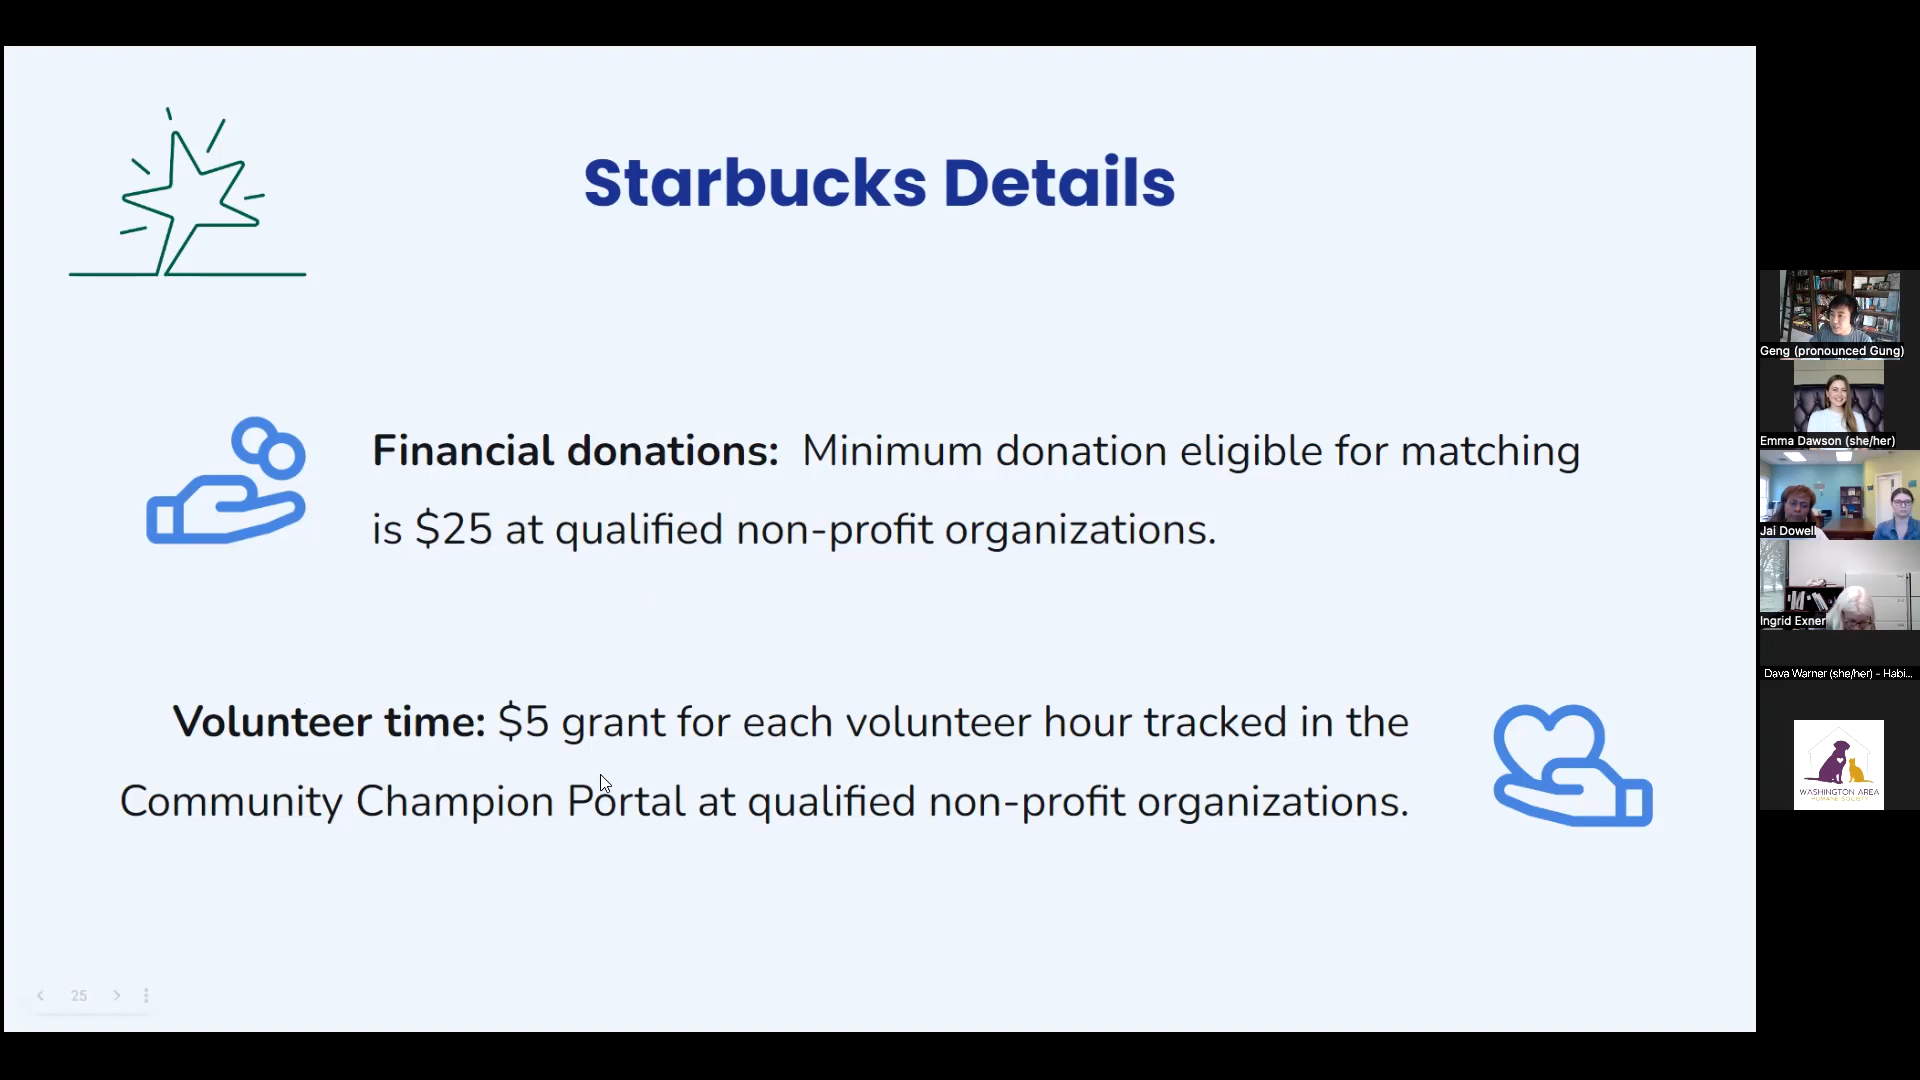 Starbucks Details
Financial donations: Minimum donation eligible for matching
is $25 at qualified non-profit organizations.
Volunteer time: $5 grant for each volunteer hour tracked in the
Community Champion Portal at qualified non-profit organizations.
25
Geng (pronounced Gung)
Emma Dawson (she/her)
Jai Dowell
Ingrid Exner
Dava Warner (she/her) - Habi...
WASHINGTON AREA
HUMANE SOCIETY